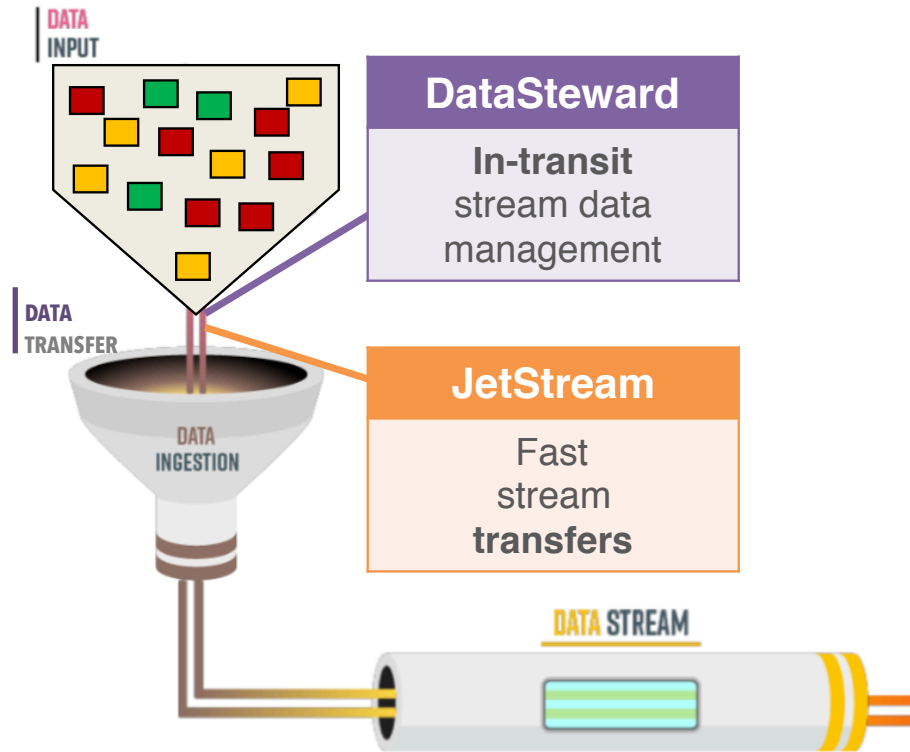 DATA
INPUT
DataSteward
In-transit
stream data
management
DATA
TRANSFER
JetStream
Fast
stream
transfers
DATA
INGESTION
DATA STREAM